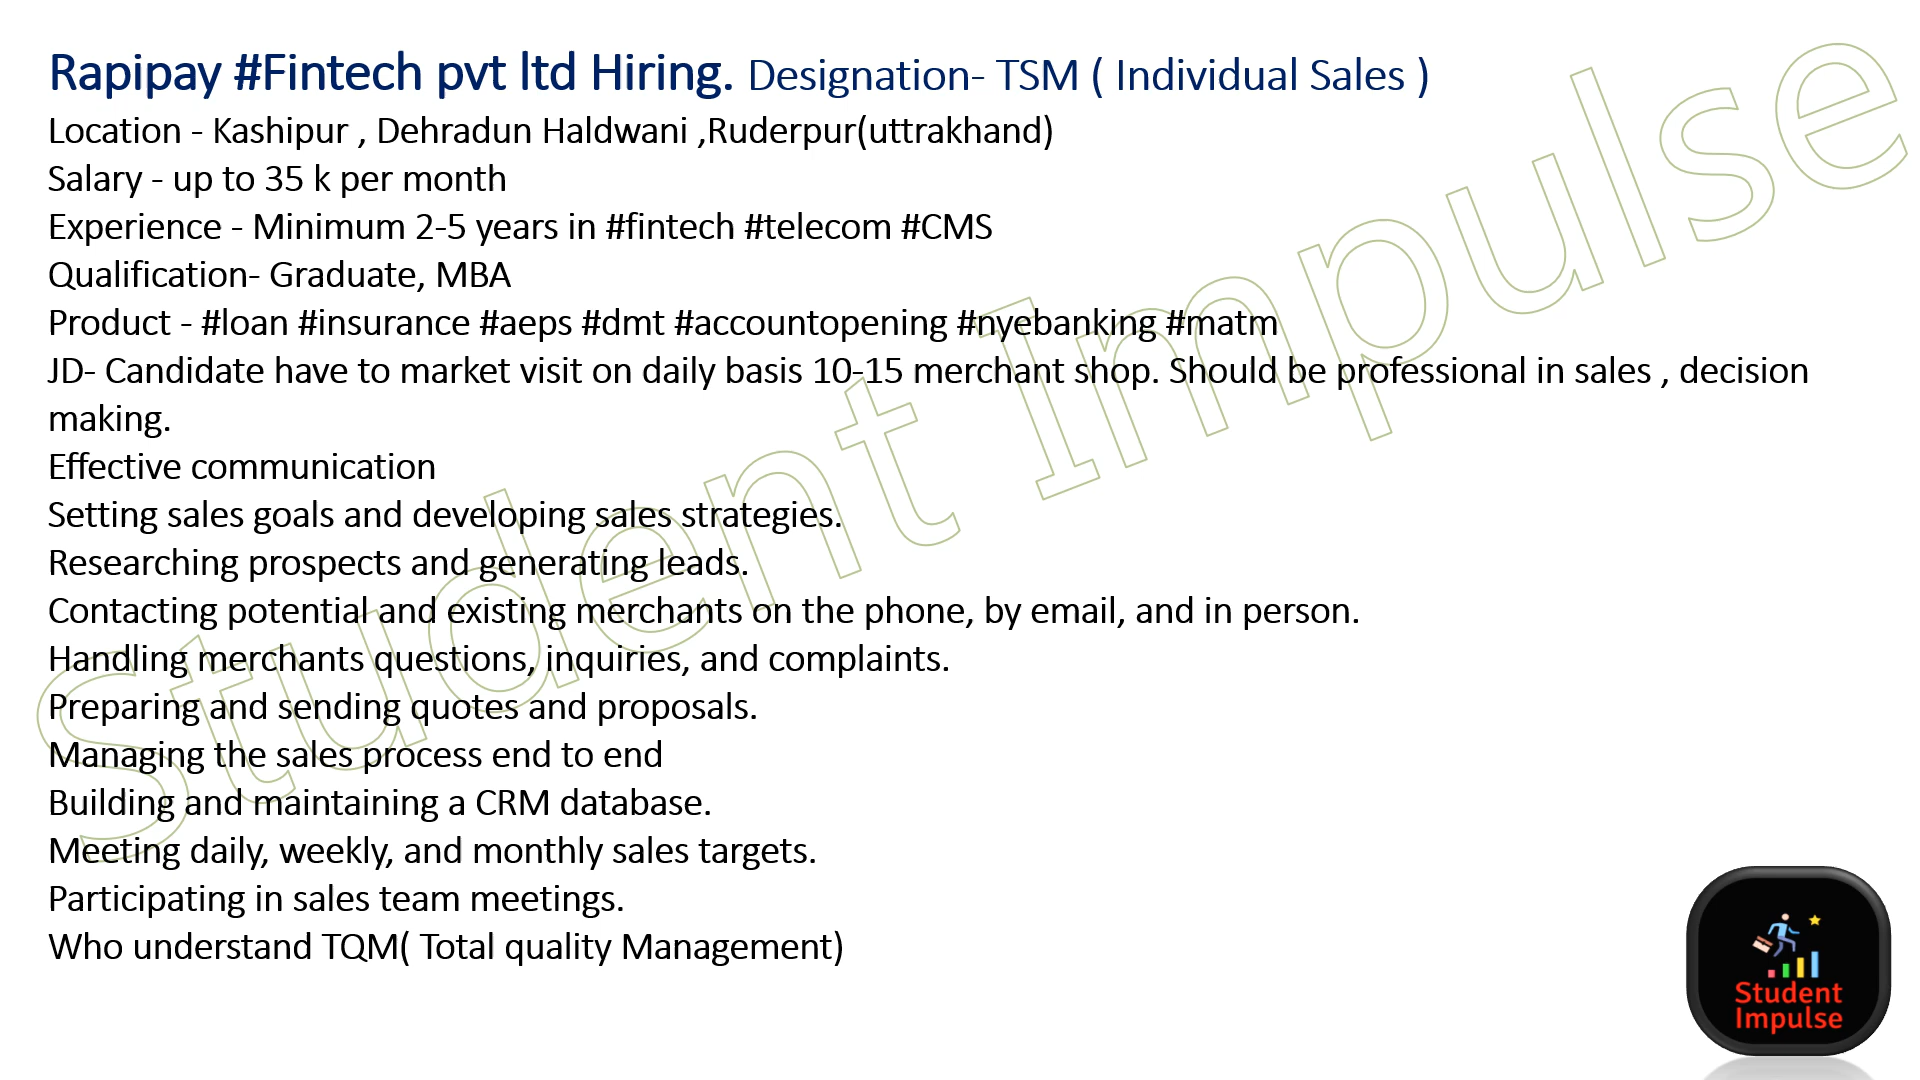 Rapipay #Fintech pvt ltd Hiring. Designation- TSM ( Individual Sales )
Location - Kashipur , Dehradun Haldwani ,Ruderpur(uttrakhand)
Salary - up to 35 k per month
Experience - Minimum 2-5 years in #fintech #telecom #CMS
Qualification- Graduate, MBA
Product - #loan #insurance #aeps #dmt #accountopening #nyebanking #matm
JD- Candidate have to market visit on daily basis 10-15 merchant shop. Should be professional in sales , decision
making.
Effective communication
Setting sales goals and developing sales strategies.
Researching prospects and generating leads.
Contacting potential and existing merchants on the phone, by email, and in person.
Handling merchants questions, inquiries, and complaints.
Preparing and sending quotes and proposals.
Managing the sales process end to end
Building and maintaining a CRM database.
Meeting daily, weekly, and monthly sales targets.
Participating in sales team meetings.
Who understand TQM( Total quality Management)
Student Impulse
Student
Impulse